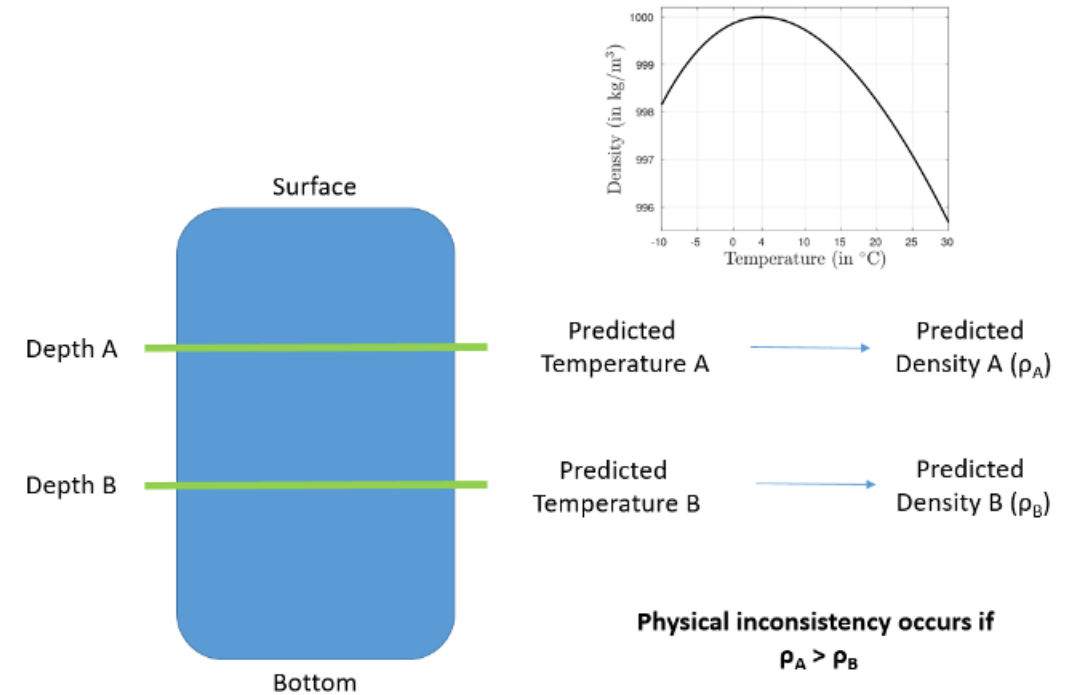 1000
999
998
997
996
Density (in kg/m³)
-10 -5 0 4 10 15 20 25 30
Temperature (in °C)
Surface
Depth A
Predicted
Temperature A
Predicted
Density A (ρA)
Depth B
Predicted
Temperature B
Predicted
Density B (ρB)
Physical inconsistency occurs if
ρA > ρB
Bottom